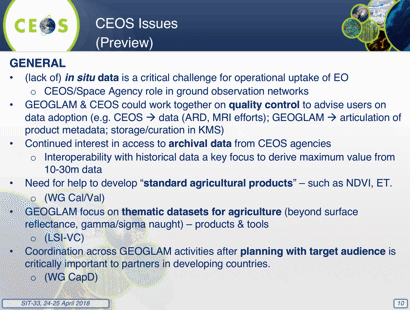 CEOS
CEOS Issues
(Preview)
GENERAL
• (lack of) in situ data is a critical challenge for operational uptake of EO
o CEOS/Space Agency role in ground observation networks
• GEOGLAM & CEOS could work together on quality control to advise users on
data adoption (e.g. CEOS → data (ARD, MRI efforts); GEOGLAM → articulation of
product metadata; storage/curation in KMS)
• Continued interest in access to archival data from CEOS agencies
o Interoperability with historical data a key focus to derive maximum value from
10-30m data
• Need for help to develop “standard agricultural products” – such as NDVI, ET.
o (WG Cal/Val)
• GEOGLAM focus on thematic datasets for agriculture (beyond surface
reflectance, gamma/sigma naught) – products & tools
o (LSI-VC)
• Coordination across GEOGLAM activities after planning with target audience is
critically important to partners in developing countries.
o (WG CapD)
SIT-33, 24-25 April 2018
10